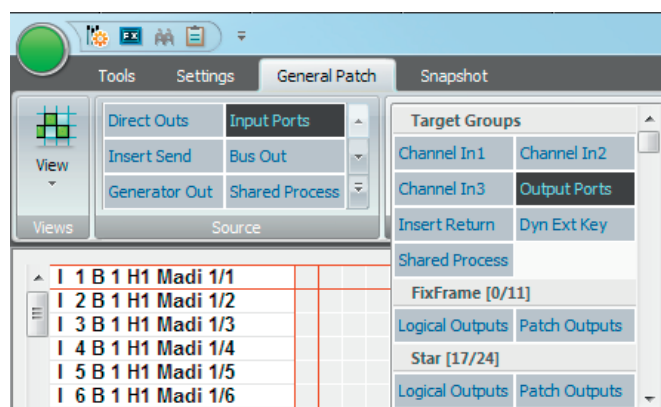 FX
Tools Settings General Patch Snapshot
View
Views
Direct Outs Input Ports
Insert Send Bus Out
Generator Out Shared Process
Source
Target Groups
Channel In1 Channel In2
Channel In3 Output Ports
Insert Return Dyn Ext Key
Shared Process
FixFrame [0/11]
Logical Outputs Patch Outputs
Star [17/24]
Logical Outputs Patch Outputs
I 1 B 1 H1 Madi 1/1
I 2 B 1 H1 Madi 1/2
I 3 B 1 H1 Madi 1/3
I 4 B 1 H1 Madi 1/4
I 5 B 1 H1 Madi 1/5
I 6 B 1 H1 Madi 1/6